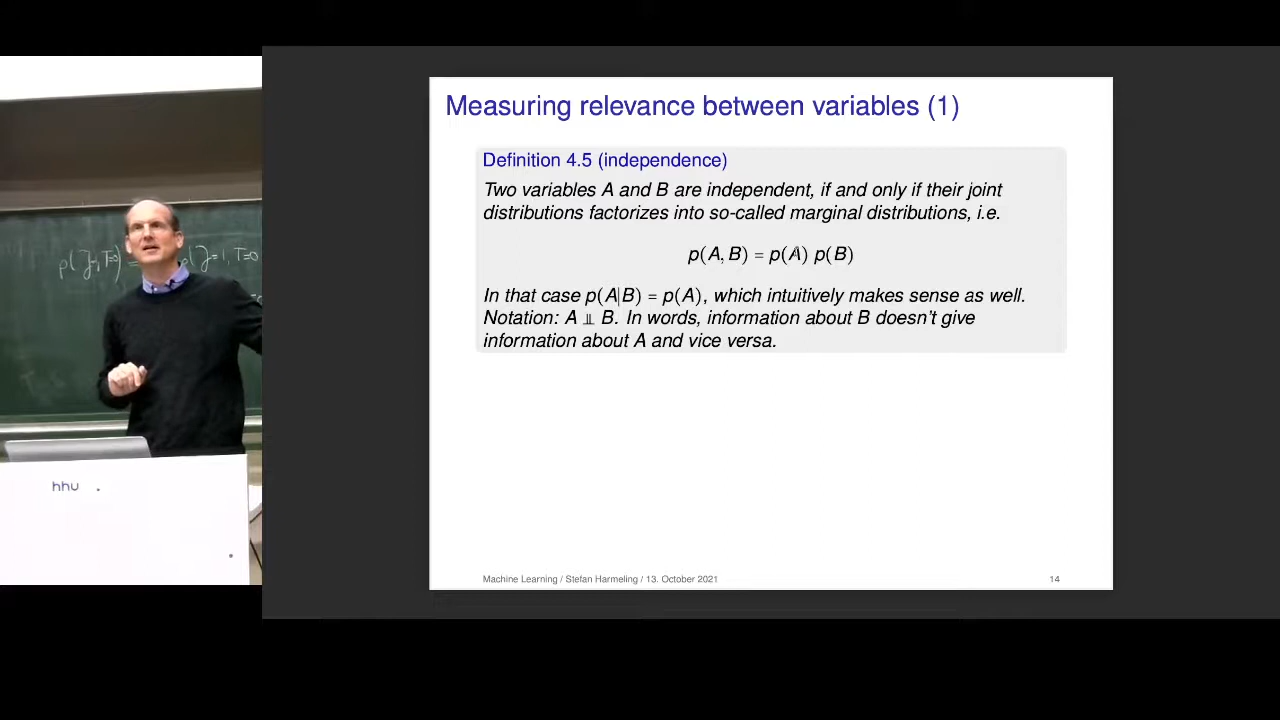 Measuring relevance between variables (1)
Definition 4.5 (independence)
Two variables A and B are independent, if and only if their joint
distributions factorizes into so-called marginal distributions, i.e.
p(A, B) = p(A) p(B)
In that case p(A|B) = p(A), which intuitively makes sense as well.
Notation: A ⫫ B. In words, information about B doesn't give
information about A and vice versa.
Machine Learning / Stefan Harmeling / 13. October 2021
14
p(J=1, T=0
hhu